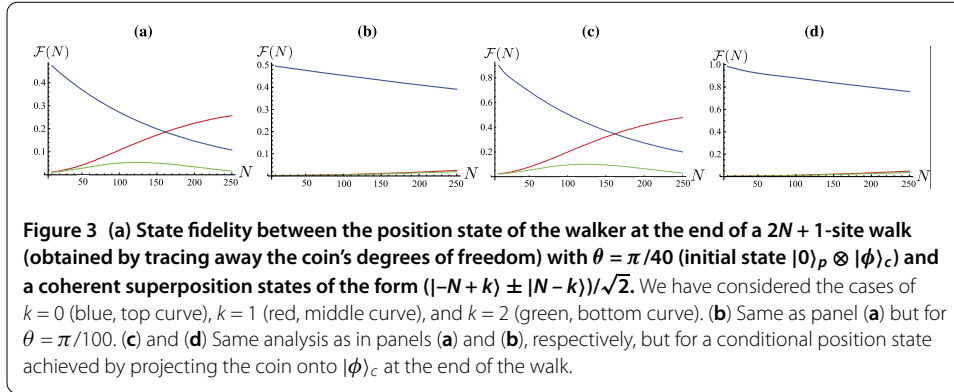 (a) (b) (c) (d)
F(N) F(N) F(N) F(N)
0.5 0.5 0.8 1.0
0.4 0.4 0.6 0.8
0.3 0.3 0.4 0.6
0.2 0.2 0.2 0.4
0.1 0.1 0.2
N N N N
50 100 150 200 250 50 100 150 200 250 50 100 150 200 250 50 100 150 200 250
Figure 3 (a) State fidelity between the position state of the walker at the end of a 2N + 1-site walk
(obtained by tracing away the coin's degrees of freedom) with θ = π/40 (initial state |0⟩p ⊗ |ϕ⟩c) and
a coherent superposition states of the form (|–N + k⟩ ± |N – k⟩)/√2. We have considered the cases of
k = 0 (blue, top curve), k = 1 (red, middle curve), and k = 2 (green, bottom curve). (b) Same as panel (a) but for
θ = π/100. (c) and (d) Same analysis as in panels (a) and (b), respectively, but for a conditional position state
achieved by projecting the coin onto |ϕ⟩c at the end of the walk.